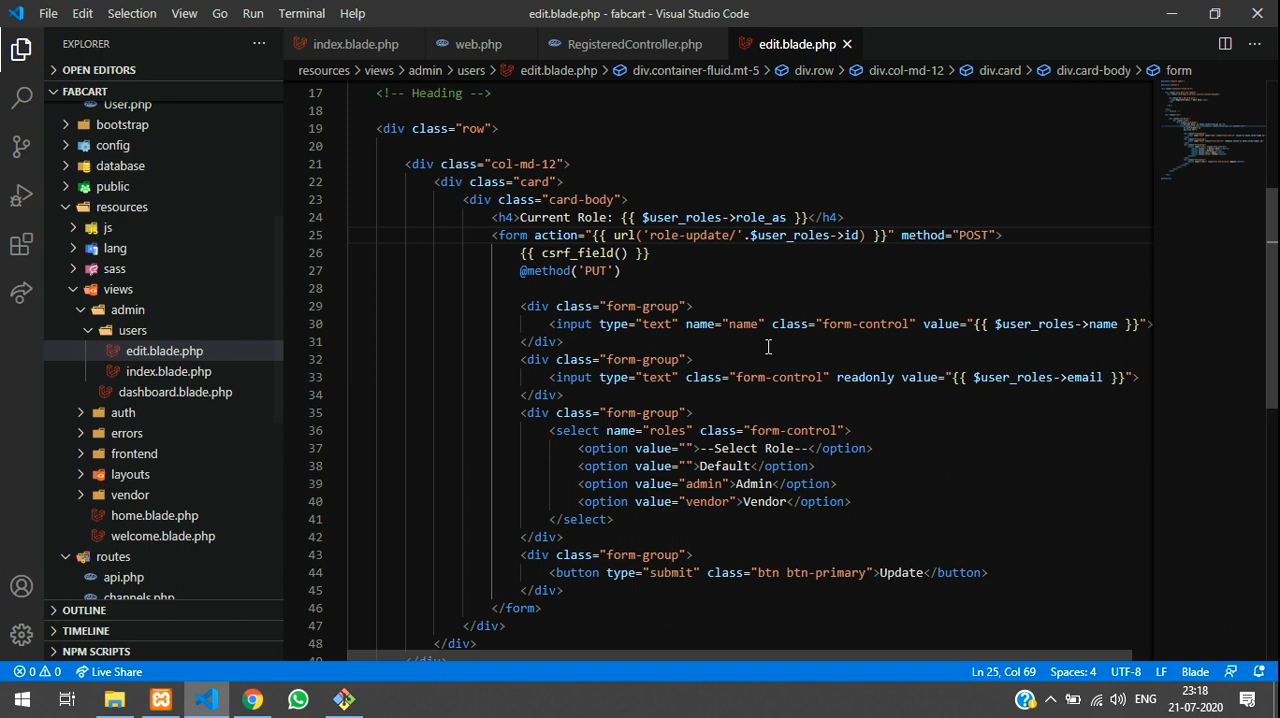 File Edit Selection View Go Run Terminal Help edit.blade.php - fabcart - Visual Studio Code
EXPLORER ··· index.blade.php web.php RegisteredController.php edit.blade.php
OPEN EDITORS resources > views > admin > users > edit.blade.php > div.container-fluid.mt-5 > div.row > div.col-md-12 > div.card > div.card-body > form
FABCART
User.php
bootstrap
config
database
public
resources
js
lang
sass
views
admin
users
edit.blade.php
index.blade.php
dashboard.blade.php
auth
errors
frontend
layouts
vendor
home.blade.php
welcome.blade.php
routes
api.php
channels.php
OUTLINE
TIMELINE
NPM SCRIPTS
17 <!-- Heading -->
18
19 <div class="row">
20
21 <div class="col-md-12">
22 <div class="card">
23 <div class="card-body">
24 <h4>Current Role: {{ $user_roles->role_as }}</h4>
25 <form action="{{ url('role-update/'.$user_roles->id) }}" method="POST">
26 {{ csrf_field() }}
27 @method('PUT')
28
29 <div class="form-group">
30 <input type="text" name="name" class="form-control" value="{{ $user_roles->name }}">
31 </div>
32 <div class="form-group">
33 <input type="text" class="form-control" readonly value="{{ $user_roles->email }}">
34 </div>
35 <div class="form-group">
36 <select name="roles" class="form-control">
37 <option value="">--Select Role--</option>
38 <option value="">Default</option>
39 <option value="admin">Admin</option>
40 <option value="vendor">Vendor</option>
41 </select>
42 </div>
43 <div class="form-group">
44 <button type="submit" class="btn btn-primary">Update</button>
45 </div>
46 </form>
47 </div>
48 </div>
49 </div>
0 0 Live Share Ln 25, Col 69 Spaces: 4 UTF-8 LF Blade
ENG 23:18
21-07-2020